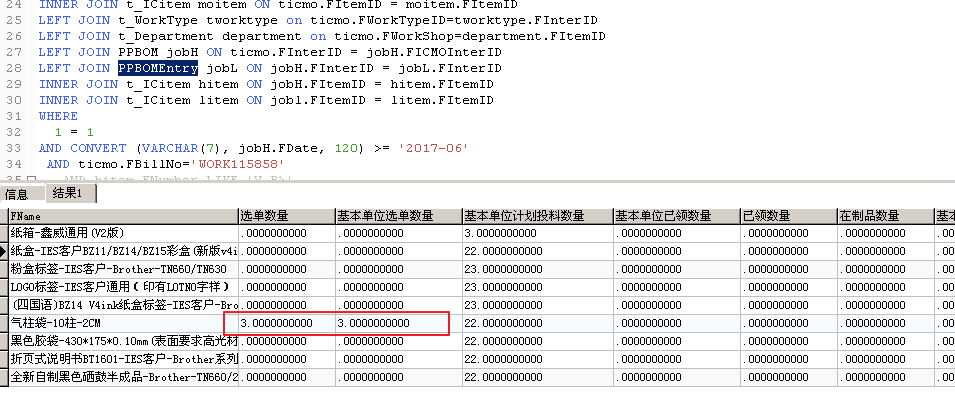 24 INNER JOIN t_ICitem moitem ON ticmo.FItemID = moitem.FItemID
25 LEFT JOIN t_WorkType tworktype on ticmo.FWorkTypeID=tworktype.FInterID
26 LEFT JOIN t_Department department on ticmo.FWorkShop=department.FItemID
27 LEFT JOIN PPBOM jobH ON ticmo.FInterID = jobH.FICMOInterID
28 LEFT JOIN PPBOMEntry jobL ON jobH.FInterID = jobL.FInterID
29 INNER JOIN t_ICitem hitem ON jobH.FItemID = hitem.FItemID
30 INNER JOIN t_ICitem litem ON jobl.FItemID = litem.FItemID
31 WHERE
32 1 = 1
33 AND CONVERT (VARCHAR(7), jobH.FDate, 120) >= '2017-06'
34 AND ticmo.FBillNo='WORK115858'
信息 结果1
FName 选单数量 基本单位选单数量 基本单位计划投料数量 基本单位已领数量 已领数量 在制品数量 基本
纸箱-鑫威通用(V2版) .0000000000 .0000000000 3.0000000000 .0000000000 .0000000000 .0000000000 .00
纸盒-IES客户BZ11/BZ14/BZ15彩盒(新版v4i .0000000000 .0000000000 22.0000000000 .0000000000 .0000000000 .0000000000 .00
粉盒标签-IES客户-Brother-TN660/TN630 .0000000000 .0000000000 23.0000000000 .0000000000 .0000000000 .0000000000 .00
LOGO标签-IES客户通用(印有LOTNO字样) .0000000000 .0000000000 23.0000000000 .0000000000 .0000000000 .0000000000 .00
(四国语)BZ14 V4ink纸盒标签-IES客户-Bro .0000000000 .0000000000 23.0000000000 .0000000000 .0000000000 .0000000000 .00
气柱袋-10柱-2CM 3.0000000000 3.0000000000 22.0000000000 .0000000000 .0000000000 .0000000000 .00
黑色胶袋-430*175*0.10mm(表面要求高光材 .0000000000 .0000000000 22.0000000000 .0000000000 .0000000000 .0000000000 .00
折页式说明书BT1601-IES客户-Brother系列 .0000000000 .0000000000 22.0000000000 .0000000000 .0000000000 .0000000000 .00
全新自制黑色硒鼓半成品-Brother-TN660/2 .0000000000 .0000000000 22.0000000000 .0000000000 .0000000000 .0000000000 .00